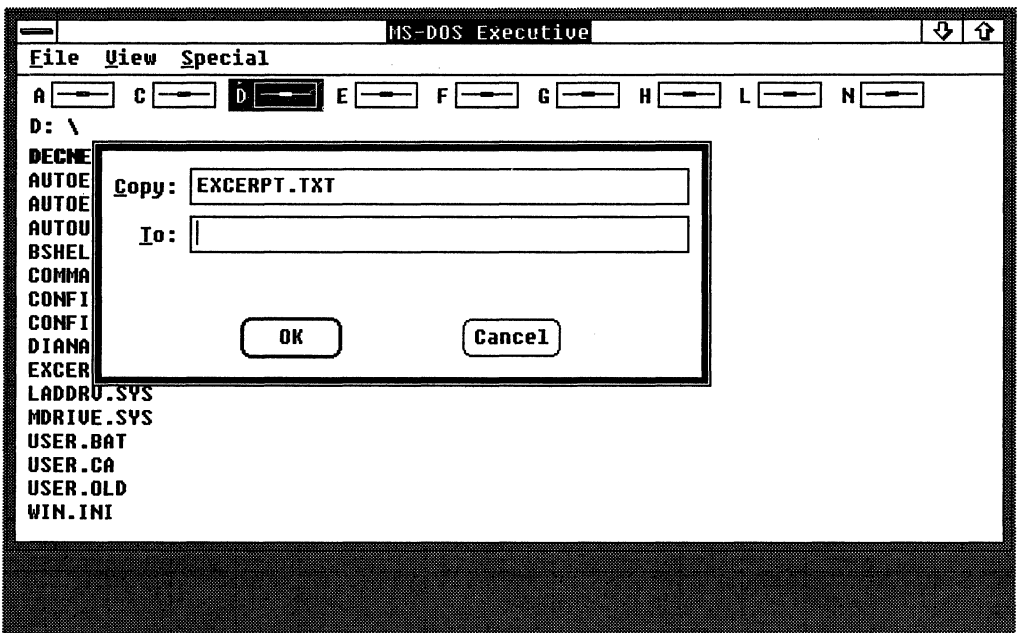 MS-DOS Executive
File View Special
A C D E F G H L N
D: \
DECNE
AUTOE
AUTOE
AUTOU
BSHEL
COMMA
CONFI
CONFI
DIANA
EXCER
LADDRV.SYS
MDRIVE.SYS
USER.BAT
USER.CA
USER.OLD
WIN.INI
Copy: EXCERPT.TXT
To:
OK Cancel